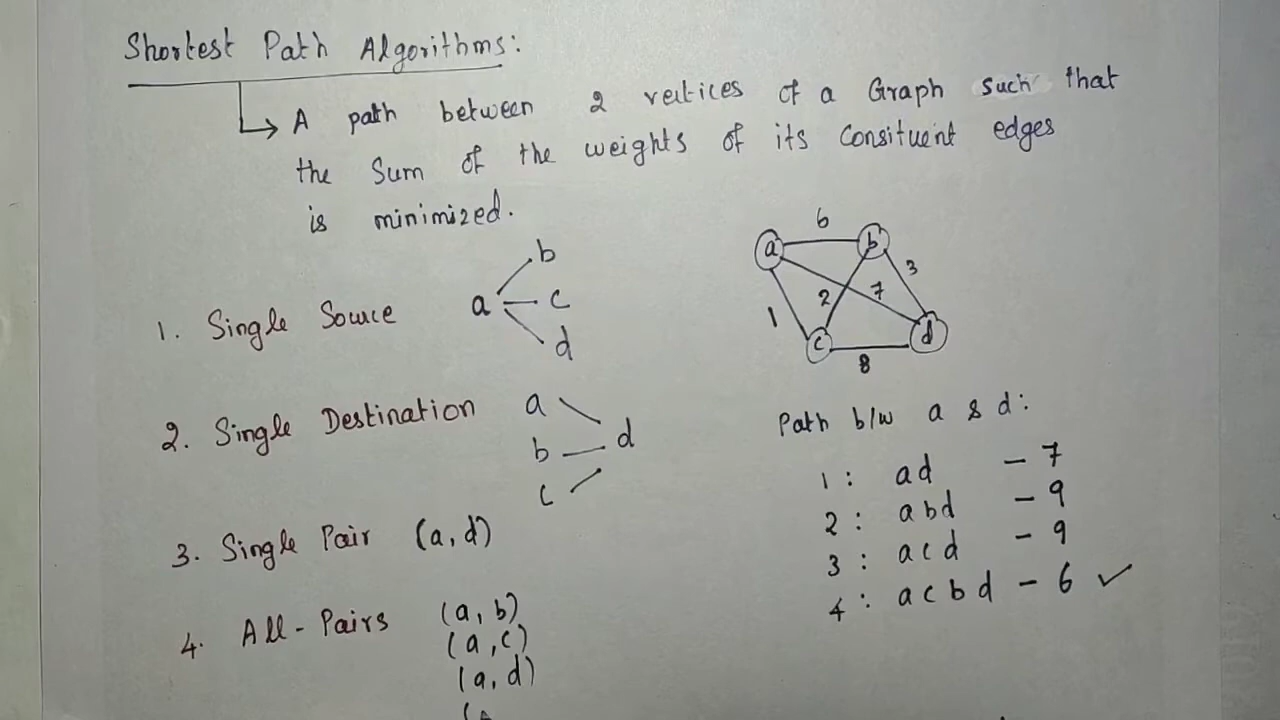 Shortest Path Algorithms:
A path between 2 vertices of a Graph such that
the Sum of the weights of its Consituent edges
is minimized.
1. Single Source
a
b
c
d
2. Single Destination
a
b
c
d
3. Single Pair (a,d)
4. All-Pairs (a,b)
(a,c)
(a,d)
a
6
b
3
2
7
1
c
d
8
Path b/w a & d:
1: ad - 7
2: abd - 9
3: acd - 9
4: acbd - 6 ✓